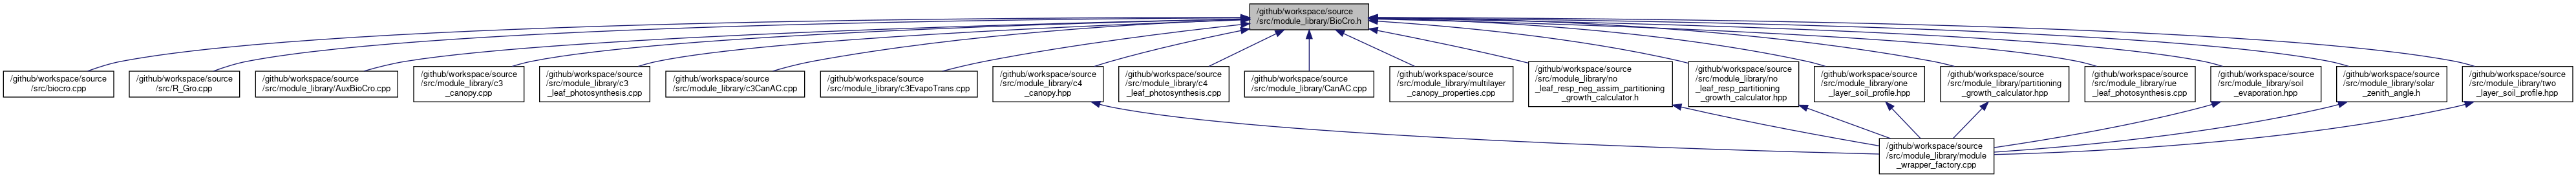 /github/workspace/source
/src/module_library/BioCro.h
/github/workspace/source
/src/biocro.cpp
/github/workspace/source
/src/R_Gro.cpp
/github/workspace/source
/src/module_library/AuxBioCro.cpp
/github/workspace/source
/src/module_library/c3
_canopy.cpp
/github/workspace/source
/src/module_library/c3
_leaf_photosynthesis.cpp
/github/workspace/source
/src/module_library/c3CanAC.cpp
/github/workspace/source
/src/module_library/c3EvapoTrans.cpp
/github/workspace/source
/src/module_library/c4
_canopy.hpp
/github/workspace/source
/src/module_library/c4
_leaf_photosynthesis.cpp
/github/workspace/source
/src/module_library/CanAC.cpp
/github/workspace/source
/src/module_library/multilayer
_canopy_properties.cpp
/github/workspace/source
/src/module_library/no
_leaf_resp_neg_assim_partitioning
_growth_calculator.h
/github/workspace/source
/src/module_library/no
_leaf_resp_partitioning
_growth_calculator.hpp
/github/workspace/source
/src/module_library/one
_layer_soil_profile.hpp
/github/workspace/source
/src/module_library/partitioning
_growth_calculator.hpp
/github/workspace/source
/src/module_library/rue
_leaf_photosynthesis.cpp
/github/workspace/source
/src/module_library/soil
_evaporation.hpp
/github/workspace/source
/src/module_library/solar
_zenith_angle.h
/github/workspace/source
/src/module_library/two
_layer_soil_profile.hpp
/github/workspace/source
/src/module_library/module
_wrapper_factory.cpp